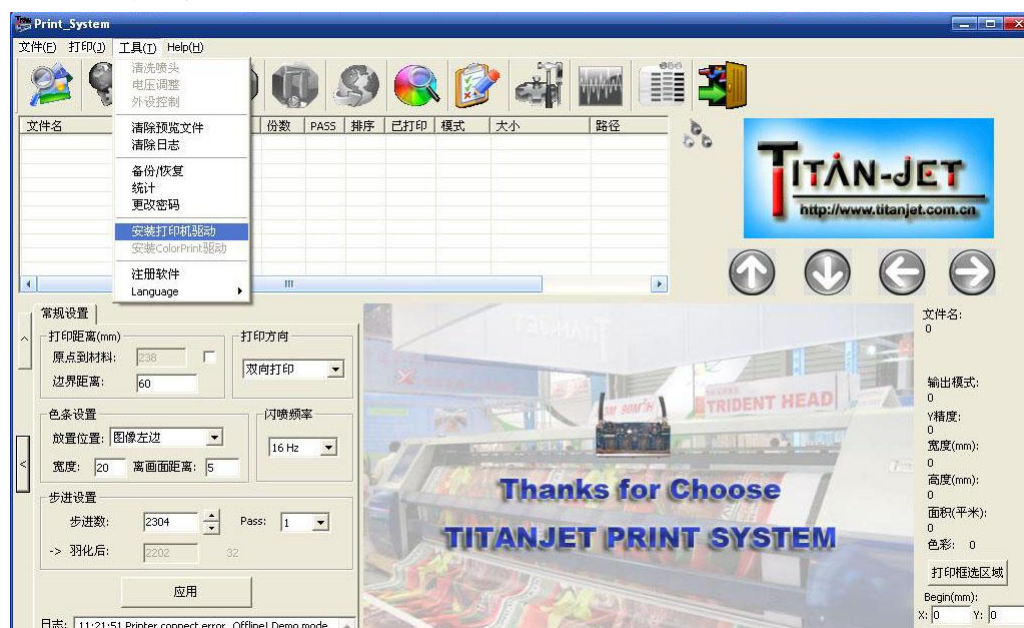 Print_System
文件(F) 打印(J) 工具(T) Help(H)
清洗喷头
电压调整
外设控制
清除预览文件
清除日志
备份/恢复
统计
更改密码
安装打印机驱动
安装ColorPrint驱动
注册软件
Language
文件名 份数 PASS 排序 已打印 模式 大小 路径
TITAN-JET
http://www.titanjet.com.cn
常规设置
打印距离(mm)
原点到材料: 238
边界距离: 60
打印方向
双向打印
色条设置
放置位置: 图像左边
宽度: 20 离画面距离: 5
闪喷频率
16 Hz
步进设置
步进数: 2304 Pass: 1
-> 羽化后: 2202 32
应用
日志: 11:21:51 Printer connect error, Offline! Demo mode
TRIDENT HEAD
Thanks for Choose
TITANJET PRINT SYSTEM
文件名:
0
输出模式:
0
Y精度:
0
宽度(mm):
0
高度(mm):
0
面积(平米):
0
色彩: 0
打印框选区域
Begin(mm):
X: 0 Y: 0